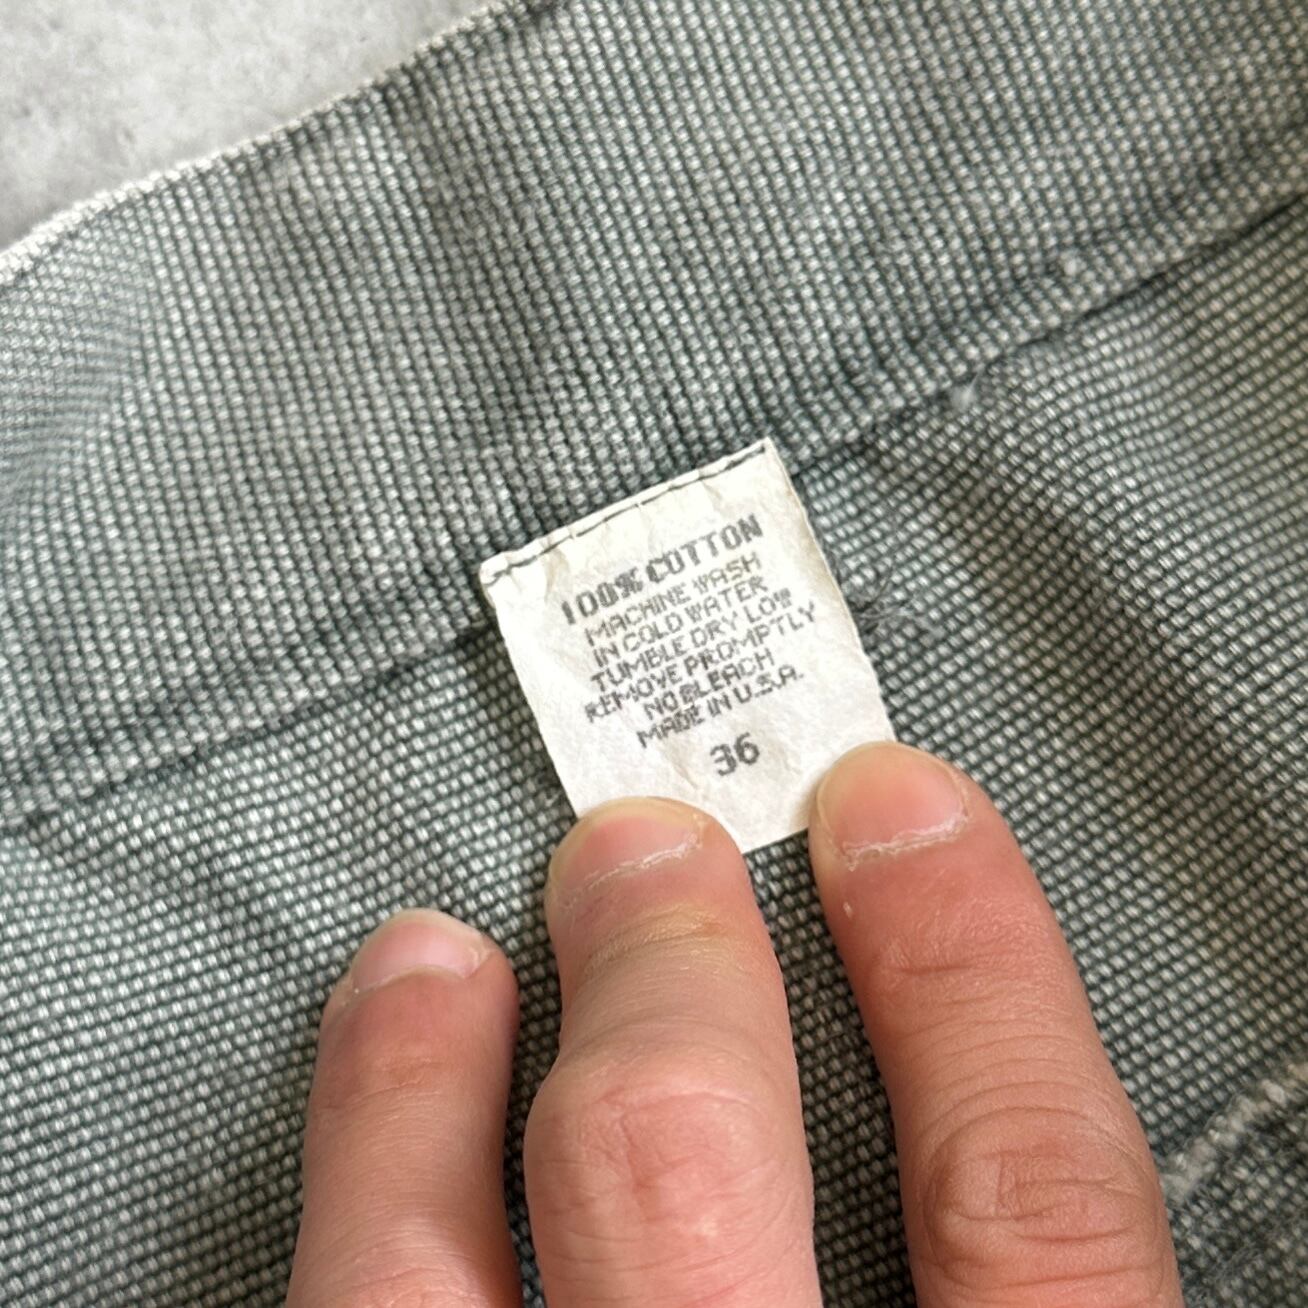 100% COTTON
MACHINE WASH
IN COLD WATER
TUMBLE DRY LOW
REMOVE PROMPTLY
NO BLEACH
MADE IN U.S.A.
36